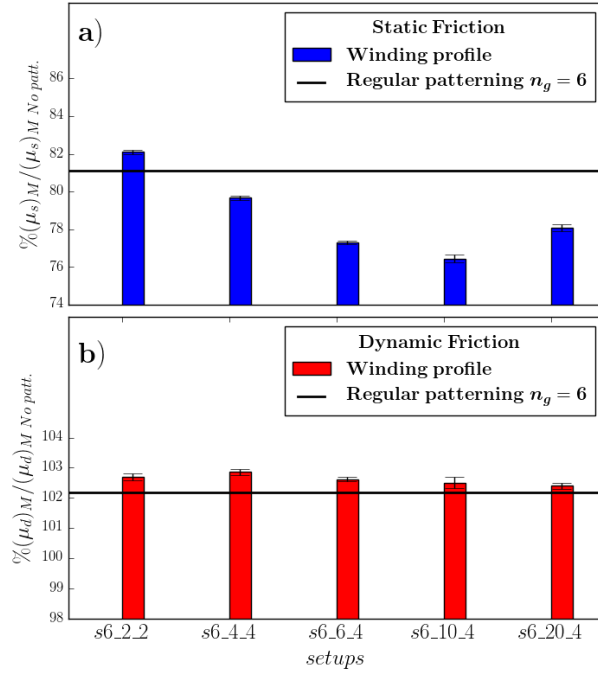 a)
Static Friction
Winding profile
Regular patterning n_g = 6
%(μ_s)_M/(μ_s)_{M No patt.}
86
84
82
80
78
76
74
b)
Dynamic Friction
Winding profile
Regular patterning n_g = 6
%(μ_d)_M/(μ_d)_{M No patt.}
104
103
102
101
100
99
98
s6_2_2 s6_4_4 s6_6_4 s6_10_4 s6_20_4
setups